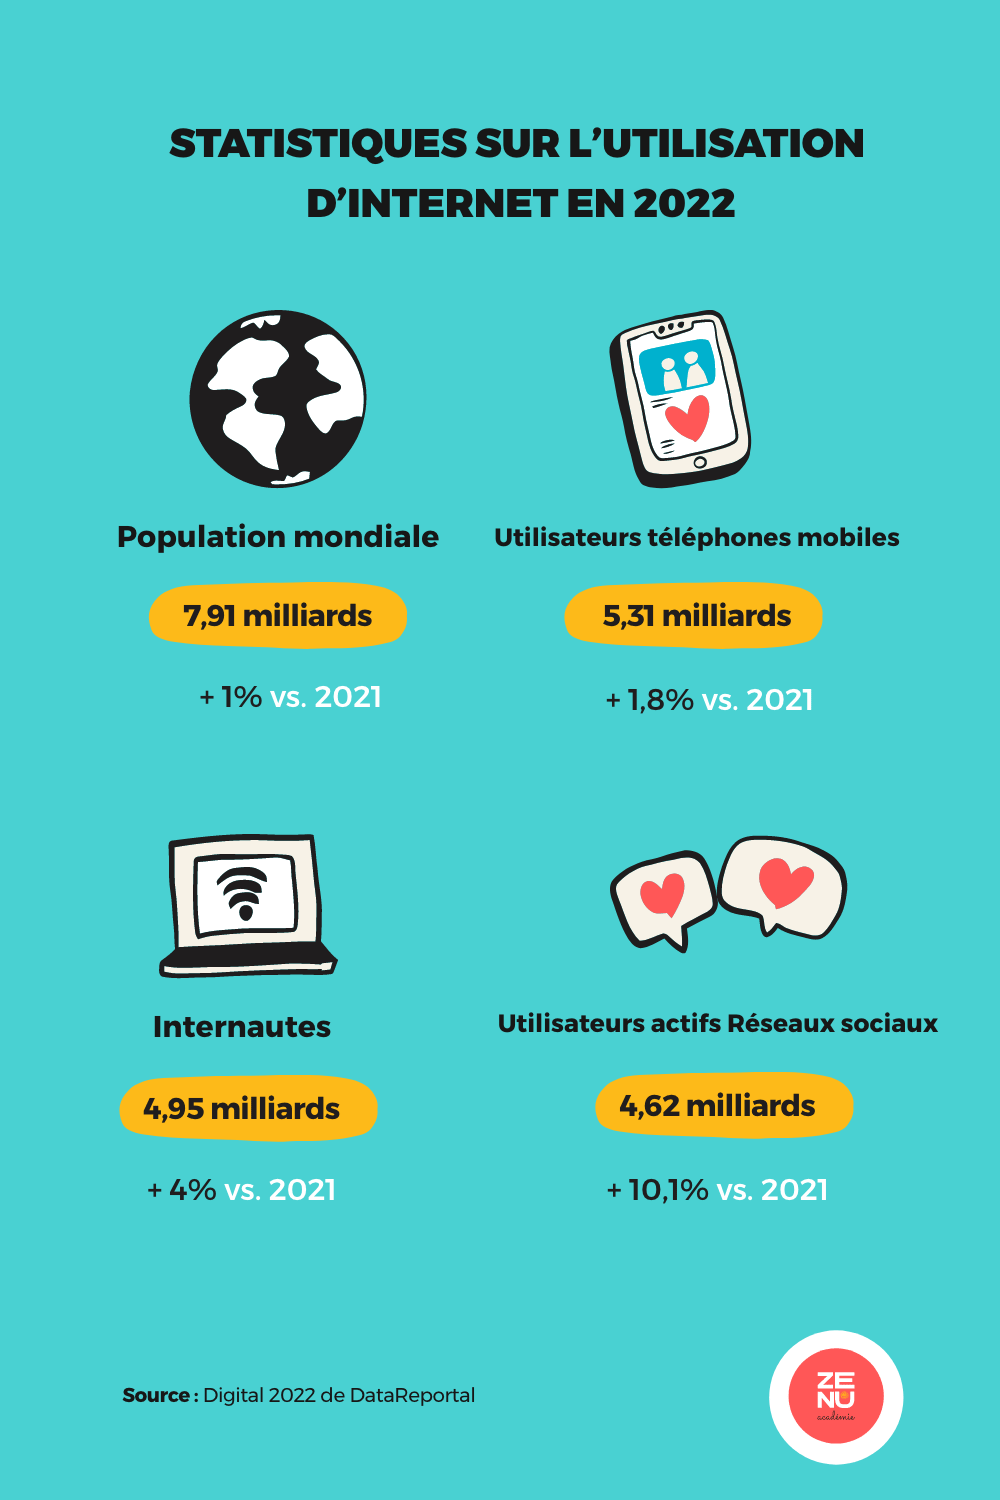 STATISTIQUES SUR L’UTILISATION
D’INTERNET EN 2022
Population mondiale
7,91 milliards
+ 1% vs. 2021
Utilisateurs téléphones mobiles
5,31 milliards
+ 1,8% vs. 2021
Internautes
4,95 milliards
+ 4% vs. 2021
Utilisateurs actifs Réseaux sociaux
4,62 milliards
+ 10,1% vs. 2021
Source : Digital 2022 de DataReportal
ZE
NU
académie